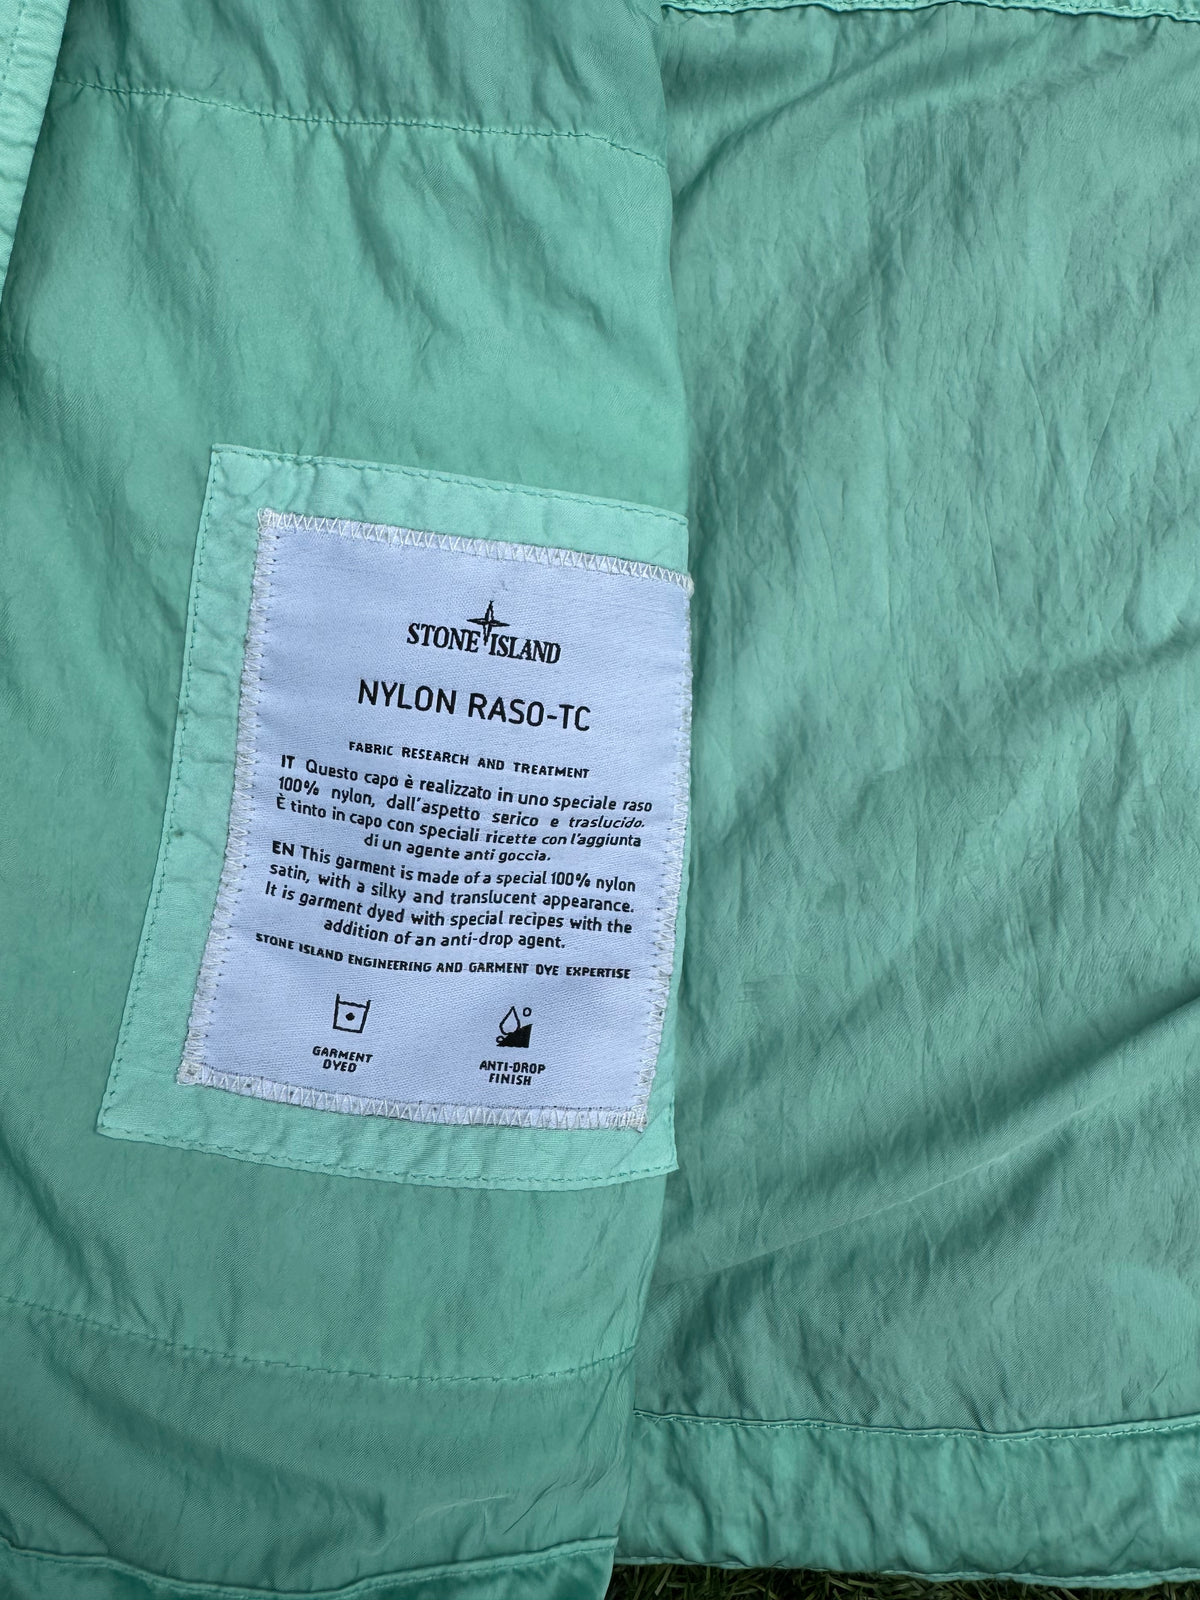 STONE ISLAND
NYLON RASO-TC
FABRIC RESEARCH AND TREATMENT
IT Questo capo è realizzato in uno speciale raso
100% nylon, dall'aspetto serico e traslucido.
È tinto in capo con speciali ricette con l'aggiunta
di un agente anti goccia.
EN This garment is made of a special 100% nylon
satin, with a silky and translucent appearance.
It is garment dyed with special recipes with the
addition of an anti-drop agent.
STONE ISLAND ENGINEERING AND GARMENT DYE EXPERTISE
GARMENT
DYED
ANTI-DROP
FINISH